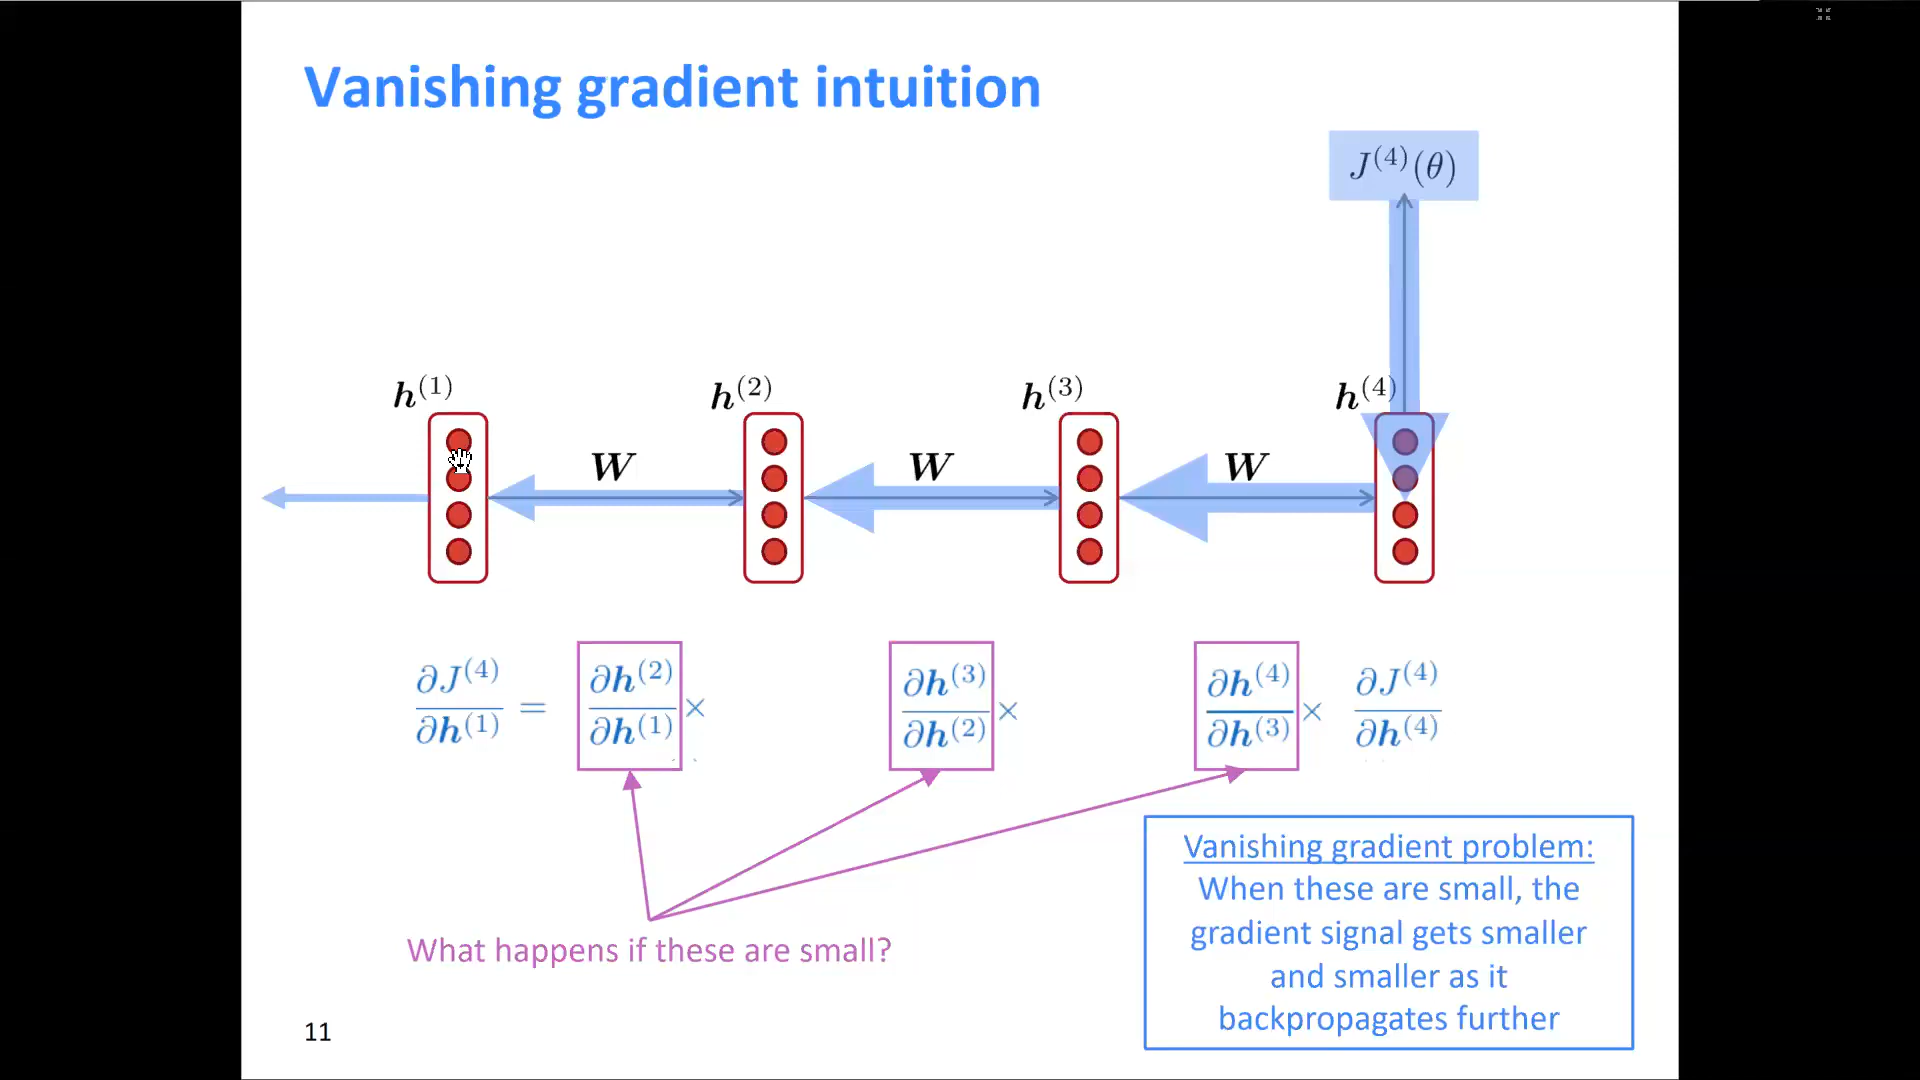 Vanishing gradient intuition
J^{(4)}(θ)
h^{(1)} h^{(2)} h^{(3)} h^{(4)}
W W W
∂J^{(4)}/∂h^{(1)} = ∂h^{(2)}/∂h^{(1)} × ∂h^{(3)}/∂h^{(2)} × ∂h^{(4)}/∂h^{(3)} × ∂J^{(4)}/∂h^{(4)}
What happens if these are small?
Vanishing gradient problem:
When these are small, the
gradient signal gets smaller
and smaller as it
backpropagates further
11